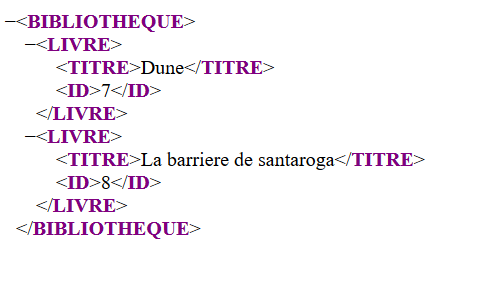 −<BIBLIOTHEQUE>
−<LIVRE>
<TITRE>Dune</TITRE>
<ID>7</ID>
</LIVRE>
−<LIVRE>
<TITRE>La barriere de santaroga</TITRE>
<ID>8</ID>
</LIVRE>
</BIBLIOTHEQUE>